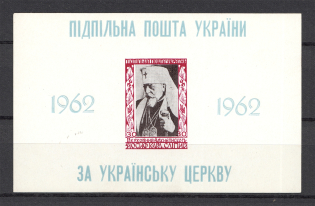 ПІДПІЛЬНА ПОШТА УКРАЇНИ
1962 1962
ЗА УКРАЇНСЬКУ ЦЕРКВУ